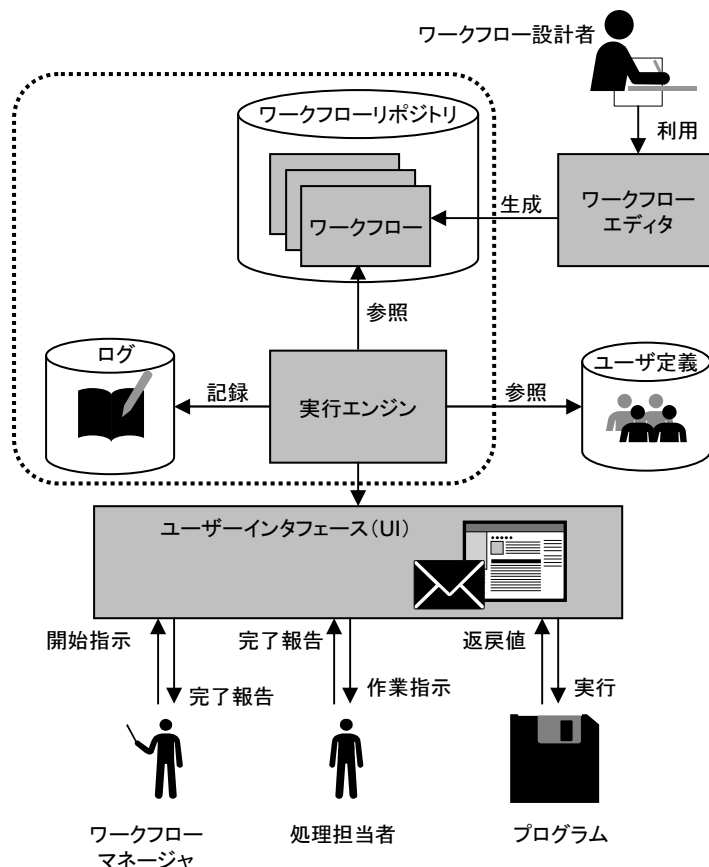 ワークフロー設計者
ワークフローリポジトリ
利用
ワークフロー
生成
ワークフロー
エディタ
参照
ログ
記録
実行エンジン
参照
ユーザ定義
ユーザーインタフェース(UI)
開始指示
完了報告
完了報告
作業指示
返戻値
実行
ワークフロー
マネージャ
処理担当者
プログラム